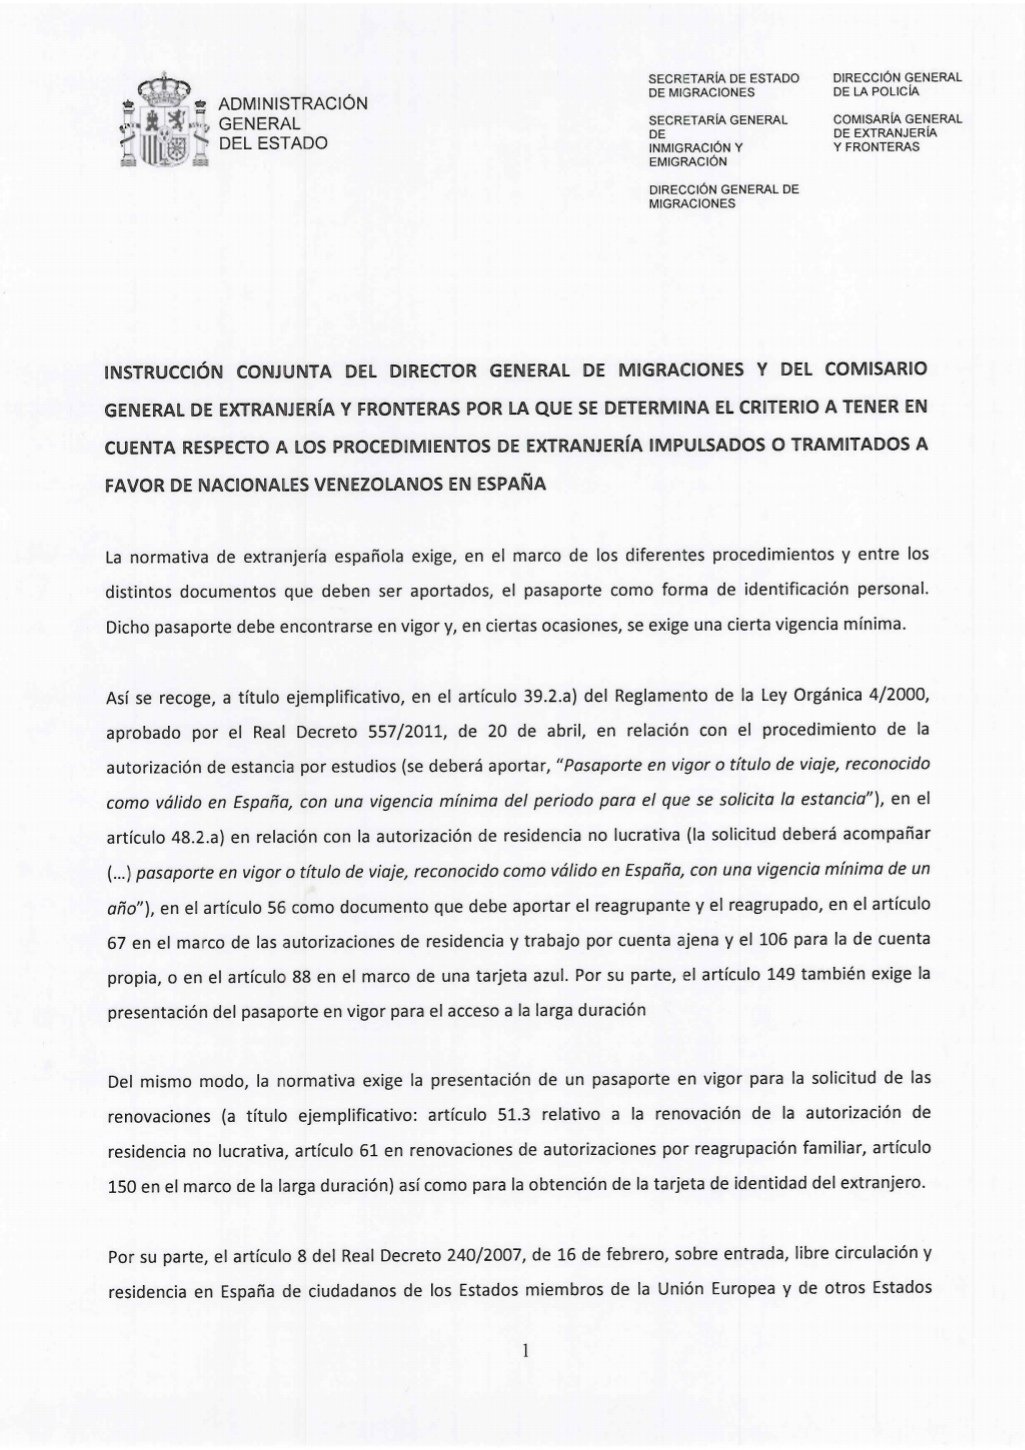 ADMINISTRACIÓN
GENERAL
DEL ESTADO
SECRETARÍA DE ESTADO
DE MIGRACIONES
SECRETARÍA GENERAL
DE
INMIGRACIÓN Y
EMIGRACIÓN
DIRECCIÓN GENERAL DE
MIGRACIONES
DIRECCIÓN GENERAL
DE LA POLICÍA
COMISARÍA GENERAL
DE EXTRANJERÍA
Y FRONTERAS
INSTRUCCIÓN CONJUNTA DEL DIRECTOR GENERAL DE MIGRACIONES Y DEL COMISARIO
GENERAL DE EXTRANJERÍA Y FRONTERAS POR LA QUE SE DETERMINA EL CRITERIO A TENER EN
CUENTA RESPECTO A LOS PROCEDIMIENTOS DE EXTRANJERÍA IMPULSADOS O TRAMITADOS A
FAVOR DE NACIONALES VENEZOLANOS EN ESPAÑA
La normativa de extranjería española exige, en el marco de los diferentes procedimientos y entre los
distintos documentos que deben ser aportados, el pasaporte como forma de identificación personal.
Dicho pasaporte debe encontrarse en vigor y, en ciertas ocasiones, se exige una cierta vigencia mínima.
Así se recoge, a título ejemplificativo, en el artículo 39.2.a) del Reglamento de la Ley Orgánica 4/2000,
aprobado por el Real Decreto 557/2011, de 20 de abril, en relación con el procedimiento de la
autorización de estancia por estudios (se deberá aportar, “Pasaporte en vigor o título de viaje, reconocido
como válido en España, con una vigencia mínima del periodo para el que se solicita la estancia”), en el
artículo 48.2.a) en relación con la autorización de residencia no lucrativa (la solicitud deberá acompañar
(...) pasaporte en vigor o título de viaje, reconocido como válido en España, con una vigencia mínima de un
año”), en el artículo 56 como documento que debe aportar el reagrupante y el reagrupado, en el artículo
67 en el marco de las autorizaciones de residencia y trabajo por cuenta ajena y el 106 para la de cuenta
propia, o en el artículo 88 en el marco de una tarjeta azul. Por su parte, el artículo 149 también exige la
presentación del pasaporte en vigor para el acceso a la larga duración
Del mismo modo, la normativa exige la presentación de un pasaporte en vigor para la solicitud de las
renovaciones (a título ejemplificativo: artículo 51.3 relativo a la renovación de la autorización de
residencia no lucrativa, artículo 61 en renovaciones de autorizaciones por reagrupación familiar, artículo
150 en el marco de la larga duración) así como para la obtención de la tarjeta de identidad del extranjero.
Por su parte, el artículo 8 del Real Decreto 240/2007, de 16 de febrero, sobre entrada, libre circulación y
residencia en España de ciudadanos de los Estados miembros de la Unión Europea y de otros Estados
1